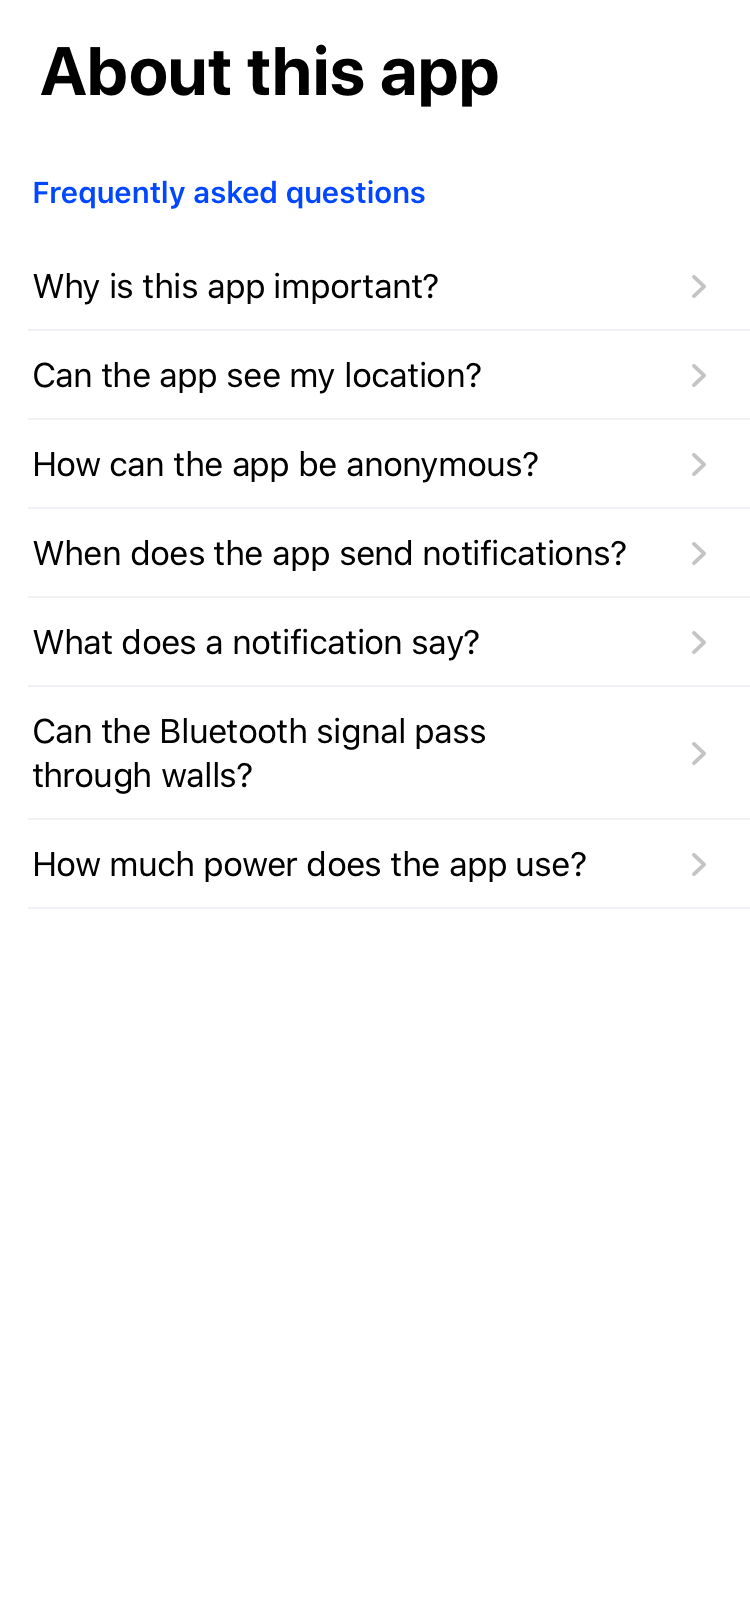 About this app
Frequently asked questions
Why is this app important?
Can the app see my location?
How can the app be anonymous?
When does the app send notifications?
What does a notification say?
Can the Bluetooth signal pass
through walls?
How much power does the app use?